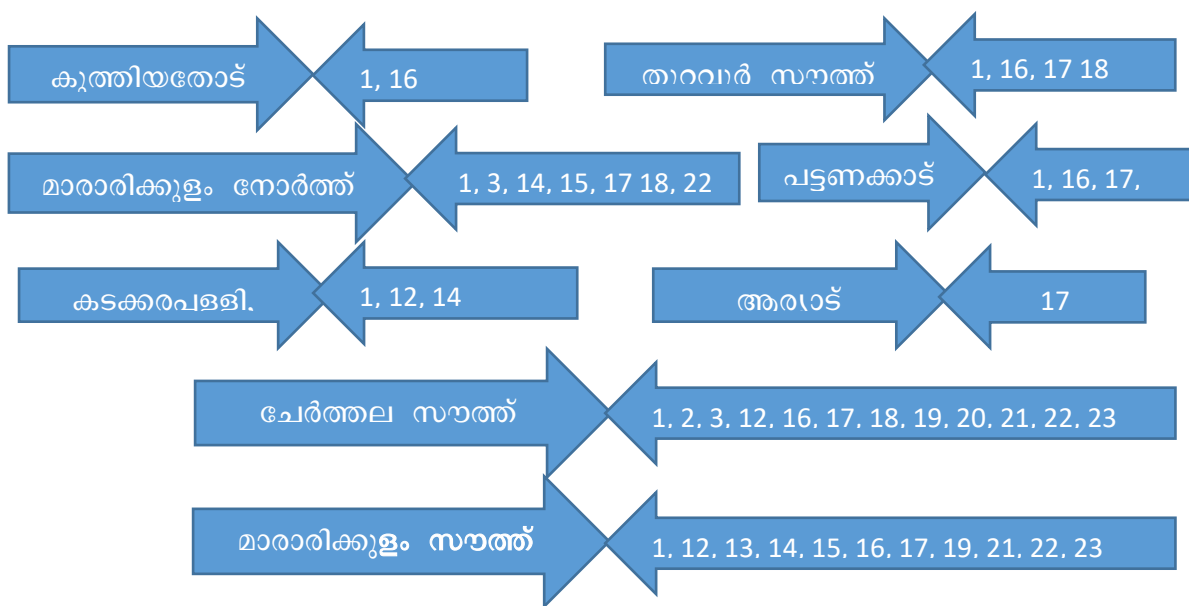 കുത്തിയതോട് 1, 16
തുറവൂർ സൗത്ത് 1, 16, 17 18
മാരാരിക്കുളം നോർത്ത് 1, 3, 14, 15, 17 18, 22
പട്ടണക്കാട് 1, 16, 17,
കടക്കരപള്ളി. 1, 12, 14
ആര്യാട് 17
ചേർത്തല സൗത്ത് 1, 2, 3, 12, 16, 17, 18, 19, 20, 21, 22, 23
മാരാരിക്കുളം സൗത്ത് 1, 12, 13, 14, 15, 16, 17, 19, 21, 22, 23